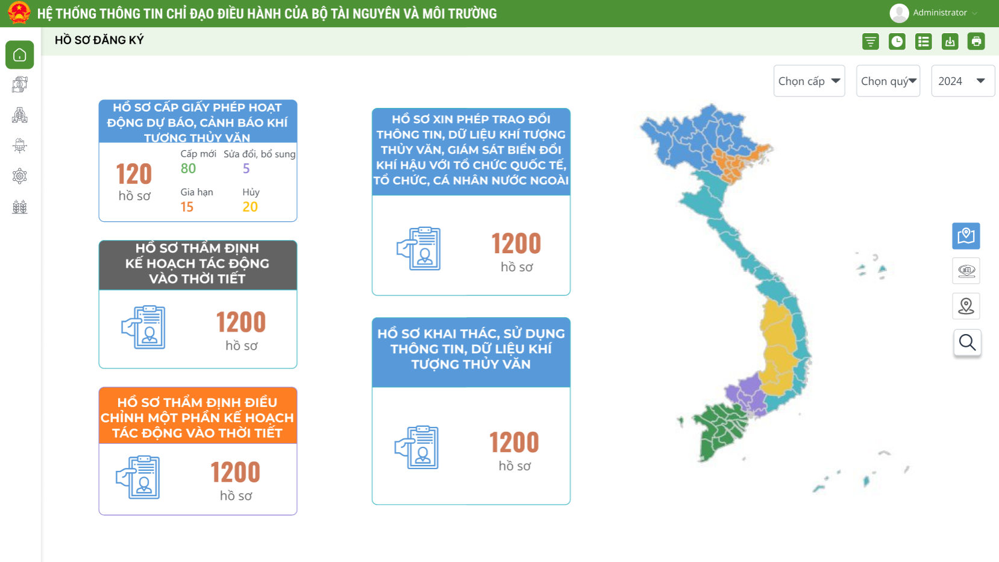 HỆ THỐNG THÔNG TIN CHỈ ĐẠO ĐIỀU HÀNH CỦA BỘ TÀI NGUYÊN VÀ MÔI TRƯỜNG
Administrator
HỒ SƠ ĐĂNG KÝ
Chọn cấp
Chọn quý
2024
HỒ SƠ CẤP GIẤY PHÉP HOẠT
ĐỘNG DỰ BÁO, CẢNH BÁO KHÍ
TƯỢNG THỦY VĂN
120
hồ sơ
Cấp mới
80
Sửa đổi, bổ sung
5
Gia hạn
15
Hủy
20
HỒ SƠ THẨM ĐỊNH
KẾ HOẠCH TÁC ĐỘNG
VÀO THỜI TIẾT
1200
hồ sơ
HỒ SƠ THẨM ĐỊNH ĐIỀU
CHỈNH MỘT PHẦN KẾ HOẠCH
TÁC ĐỘNG VÀO THỜI TIẾT
1200
hồ sơ
HỒ SƠ XIN PHÉP TRAO ĐỔI
THÔNG TIN, DỮ LIỆU KHÍ TƯỢNG
THỦY VĂN, GIÁM SÁT BIẾN ĐỔI
KHÍ HẬU VỚI TỔ CHỨC QUỐC TẾ,
TỔ CHỨC, CÁ NHÂN NƯỚC NGOÀI
1200
hồ sơ
HỒ SƠ KHAI THÁC, SỬ DỤNG
THÔNG TIN, DỮ LIỆU KHÍ
TƯỢNG THỦY VĂN
1200
hồ sơ